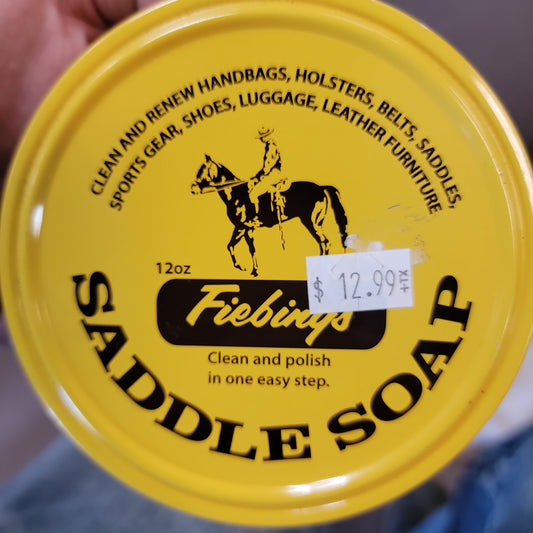 CLEAN AND RENEW HANDBAGS, HOLSTERS, BELTS, SADDLES,
SPORTS GEAR, SHOES, LUGGAGE, LEATHER FURNITURE
12oz
$ 12.99 +TX
Fiebing's
Clean and polish
in one easy step.
SADDLE SOAP